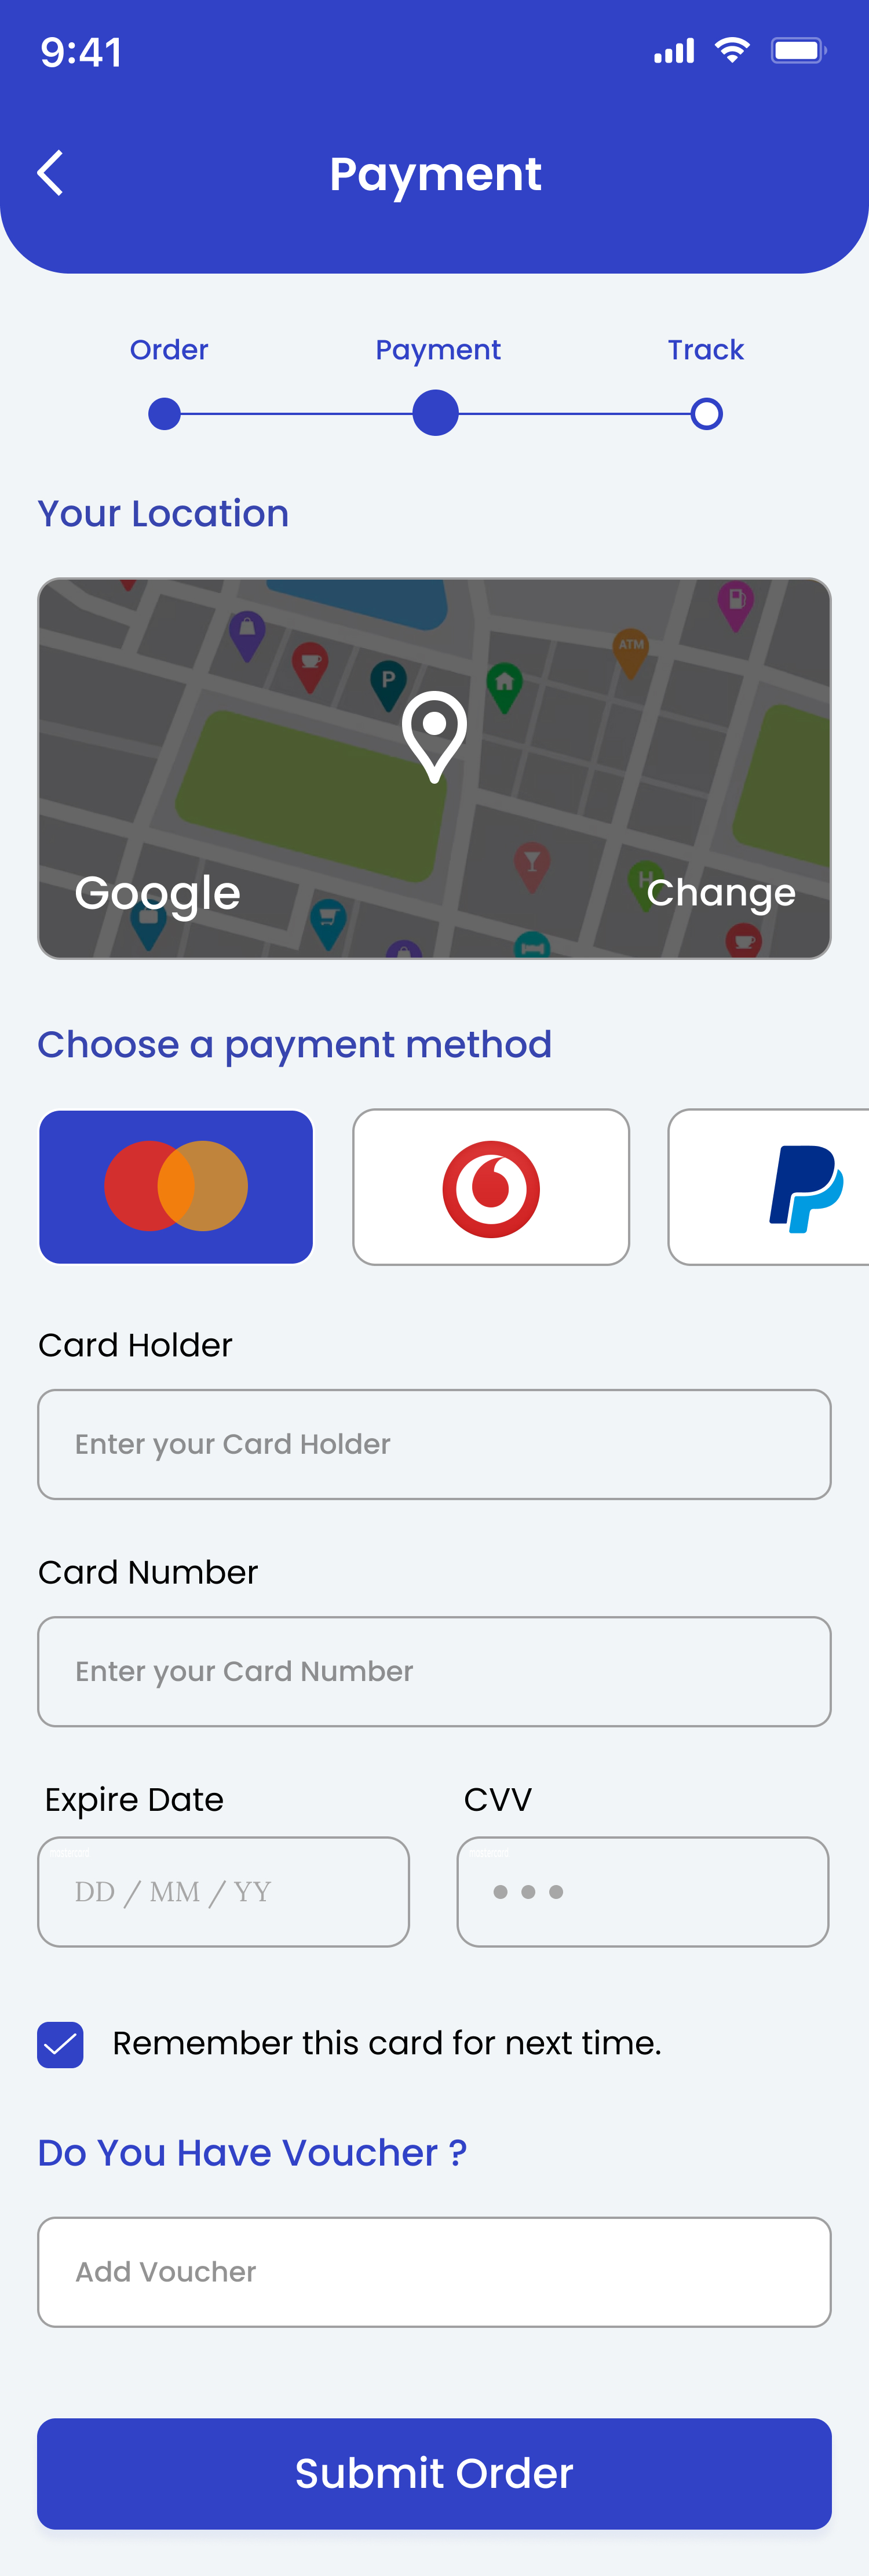 9:41
Payment
Order Payment Track
Your Location
ATM
P
H
Google Change
Choose a payment method
Card Holder
Enter your Card Holder
Card Number
Enter your Card Number
Expire Date CVV
DD / MM / YY
Remember this card for next time.
Do You Have Voucher ?
Add Voucher
Submit Order